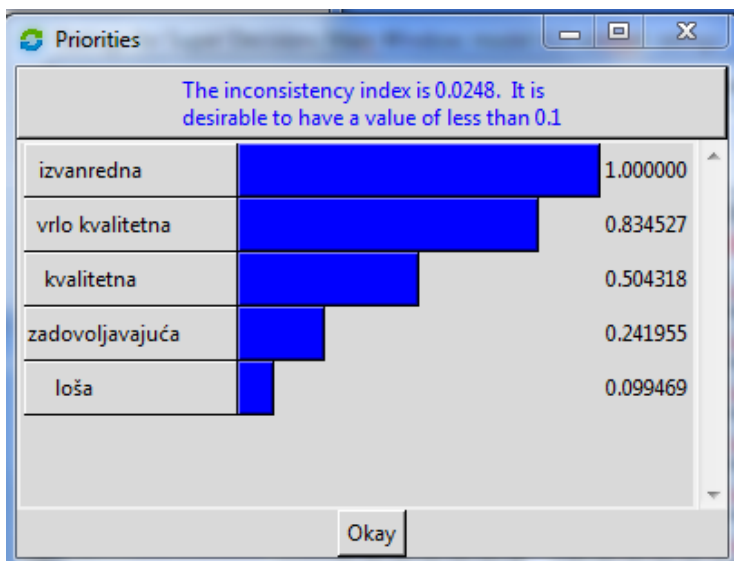 Priorities
The inconsistency index is 0.0248. It is
desirable to have a value of less than 0.1
izvanredna 1.000000
vrlo kvalitetna 0.834527
kvalitetna 0.504318
zadovoljavajuća 0.241955
loša 0.099469
Okay